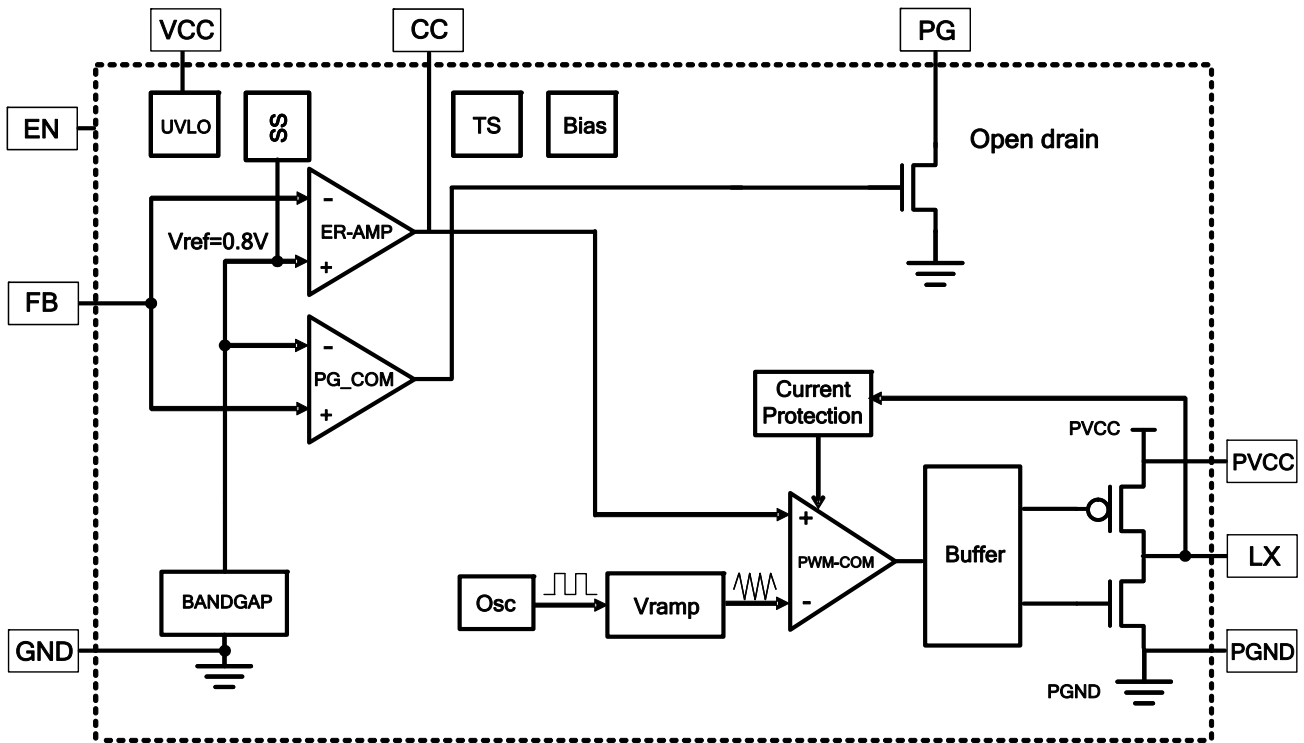 VCC
CC
PG
EN
UVLO
SS
TS
Bias
Open drain
-
ER-AMP
Vref=0.8V
+
FB
-
PG_COM
+
Current
Protection
PVCC
PVCC
+
PWM-COM
Buffer
LX
BANDGAP
Osc
Vramp
-
GND
PGND
PGND